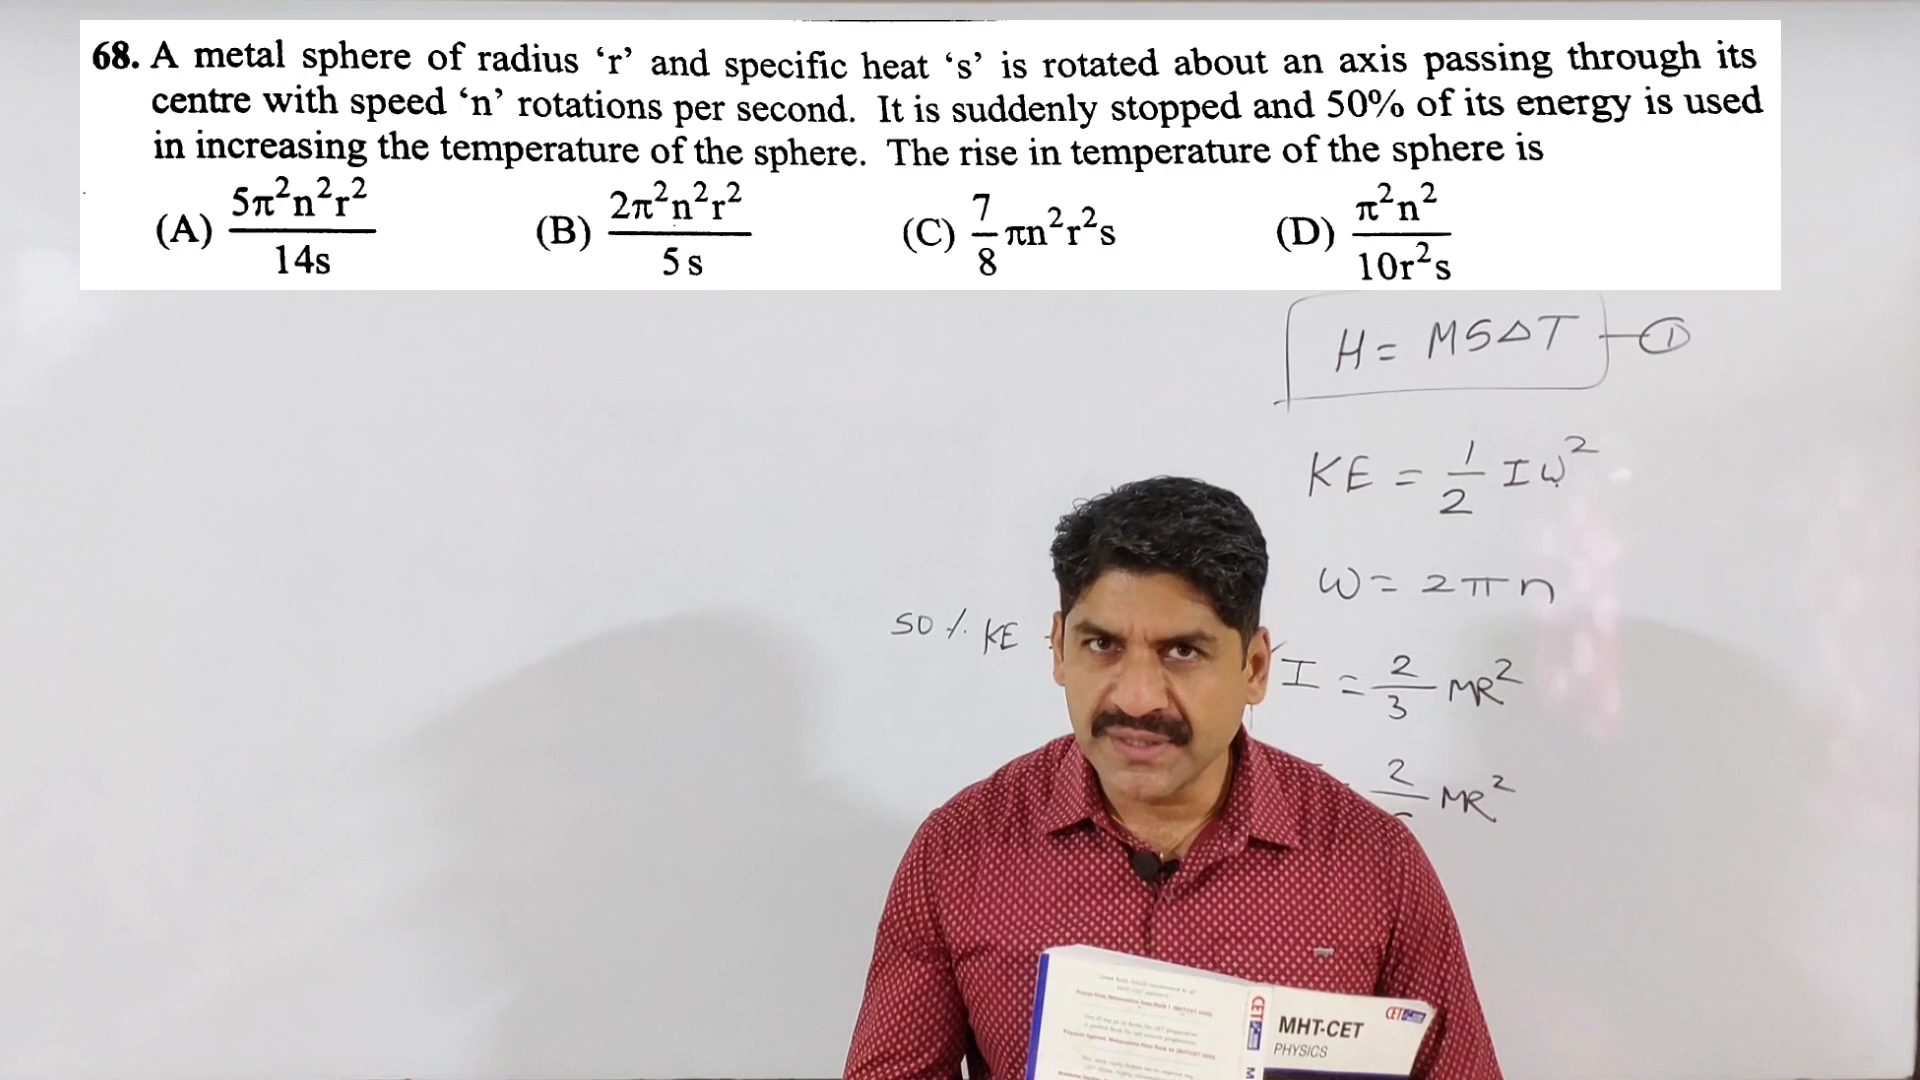 68. A metal sphere of radius ‘r’ and specific heat ‘s’ is rotated about an axis passing through its
centre with speed ‘n’ rotations per second. It is suddenly stopped and 50% of its energy is used
in increasing the temperature of the sphere. The rise in temperature of the sphere is
(A) 5π²n²r²/14s (B) 2π²n²r²/5s (C) 7/8 πn²r²s (D) π²n²/10r²s
H = MSΔT — ①
KE = 1/2 Iω²
ω = 2πn
50 % KE
I = 2/3 MR²
2 MR²
CET
MHT-CET
PHYSICS
CET
M